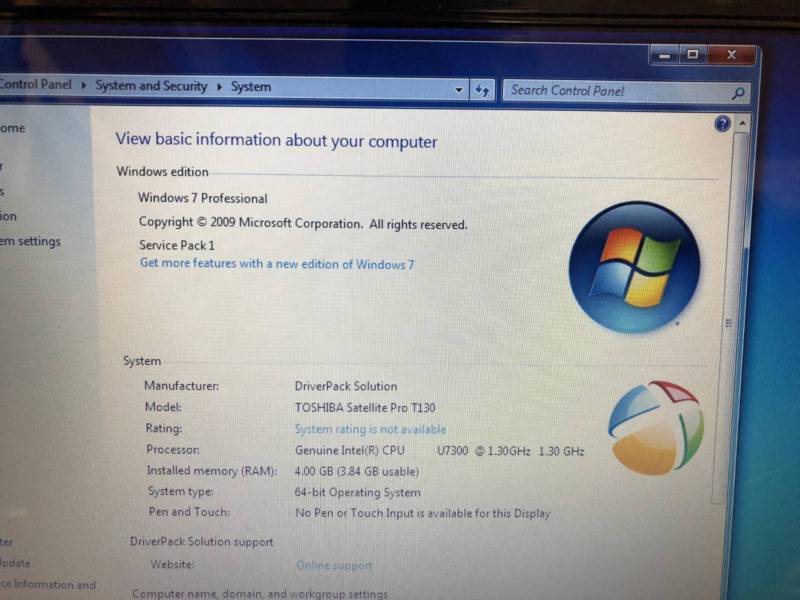 Control Panel ▸ System and Security ▸ System
Search Control Panel
ome
r
s
ion
em settings
View basic information about your computer
Windows edition
Windows 7 Professional
Copyright © 2009 Microsoft Corporation. All rights reserved.
Service Pack 1
Get more features with a new edition of Windows 7
System
Manufacturer: DriverPack Solution
Model: TOSHIBA Satellite Pro T130
Rating: System rating is not available
Processor: Genuine Intel(R) CPU U7300 @ 1.30GHz 1.30 GHz
Installed memory (RAM): 4.00 GB (3.84 GB usable)
System type: 64-bit Operating System
Pen and Touch: No Pen or Touch Input is available for this Display
DriverPack Solution support
ter
Website: Online support
Update
ce Information and
Computer name, domain, and workgroup settings